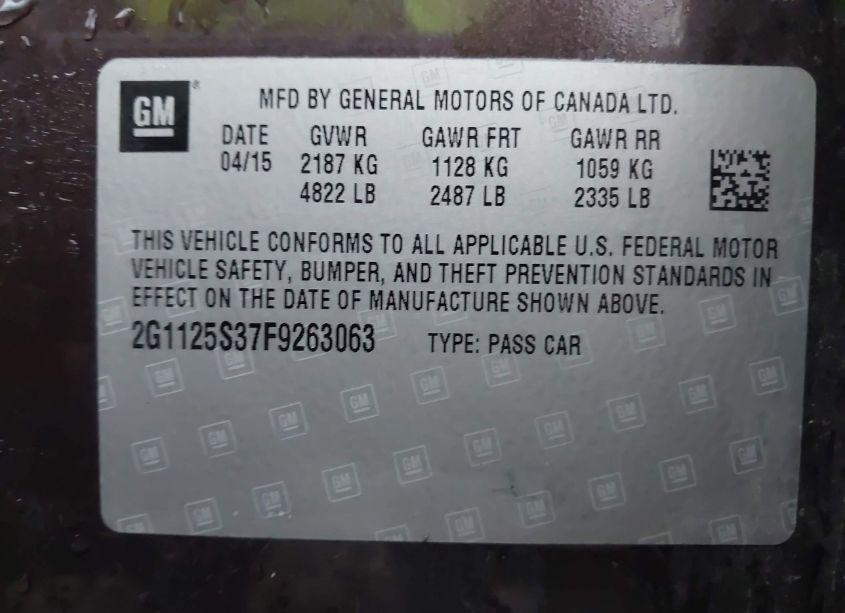 GM ®
MFD BY GENERAL MOTORS OF CANADA LTD.
DATE GVWR GAWR FRT GAWR RR
04/15 2187 KG 1128 KG 1059 KG
4822 LB 2487 LB 2335 LB
THIS VEHICLE CONFORMS TO ALL APPLICABLE U.S. FEDERAL MOTOR
VEHICLE SAFETY, BUMPER, AND THEFT PREVENTION STANDARDS IN
EFFECT ON THE DATE OF MANUFACTURE SHOWN ABOVE.
2G1125S37F9263063 TYPE: PASS CAR